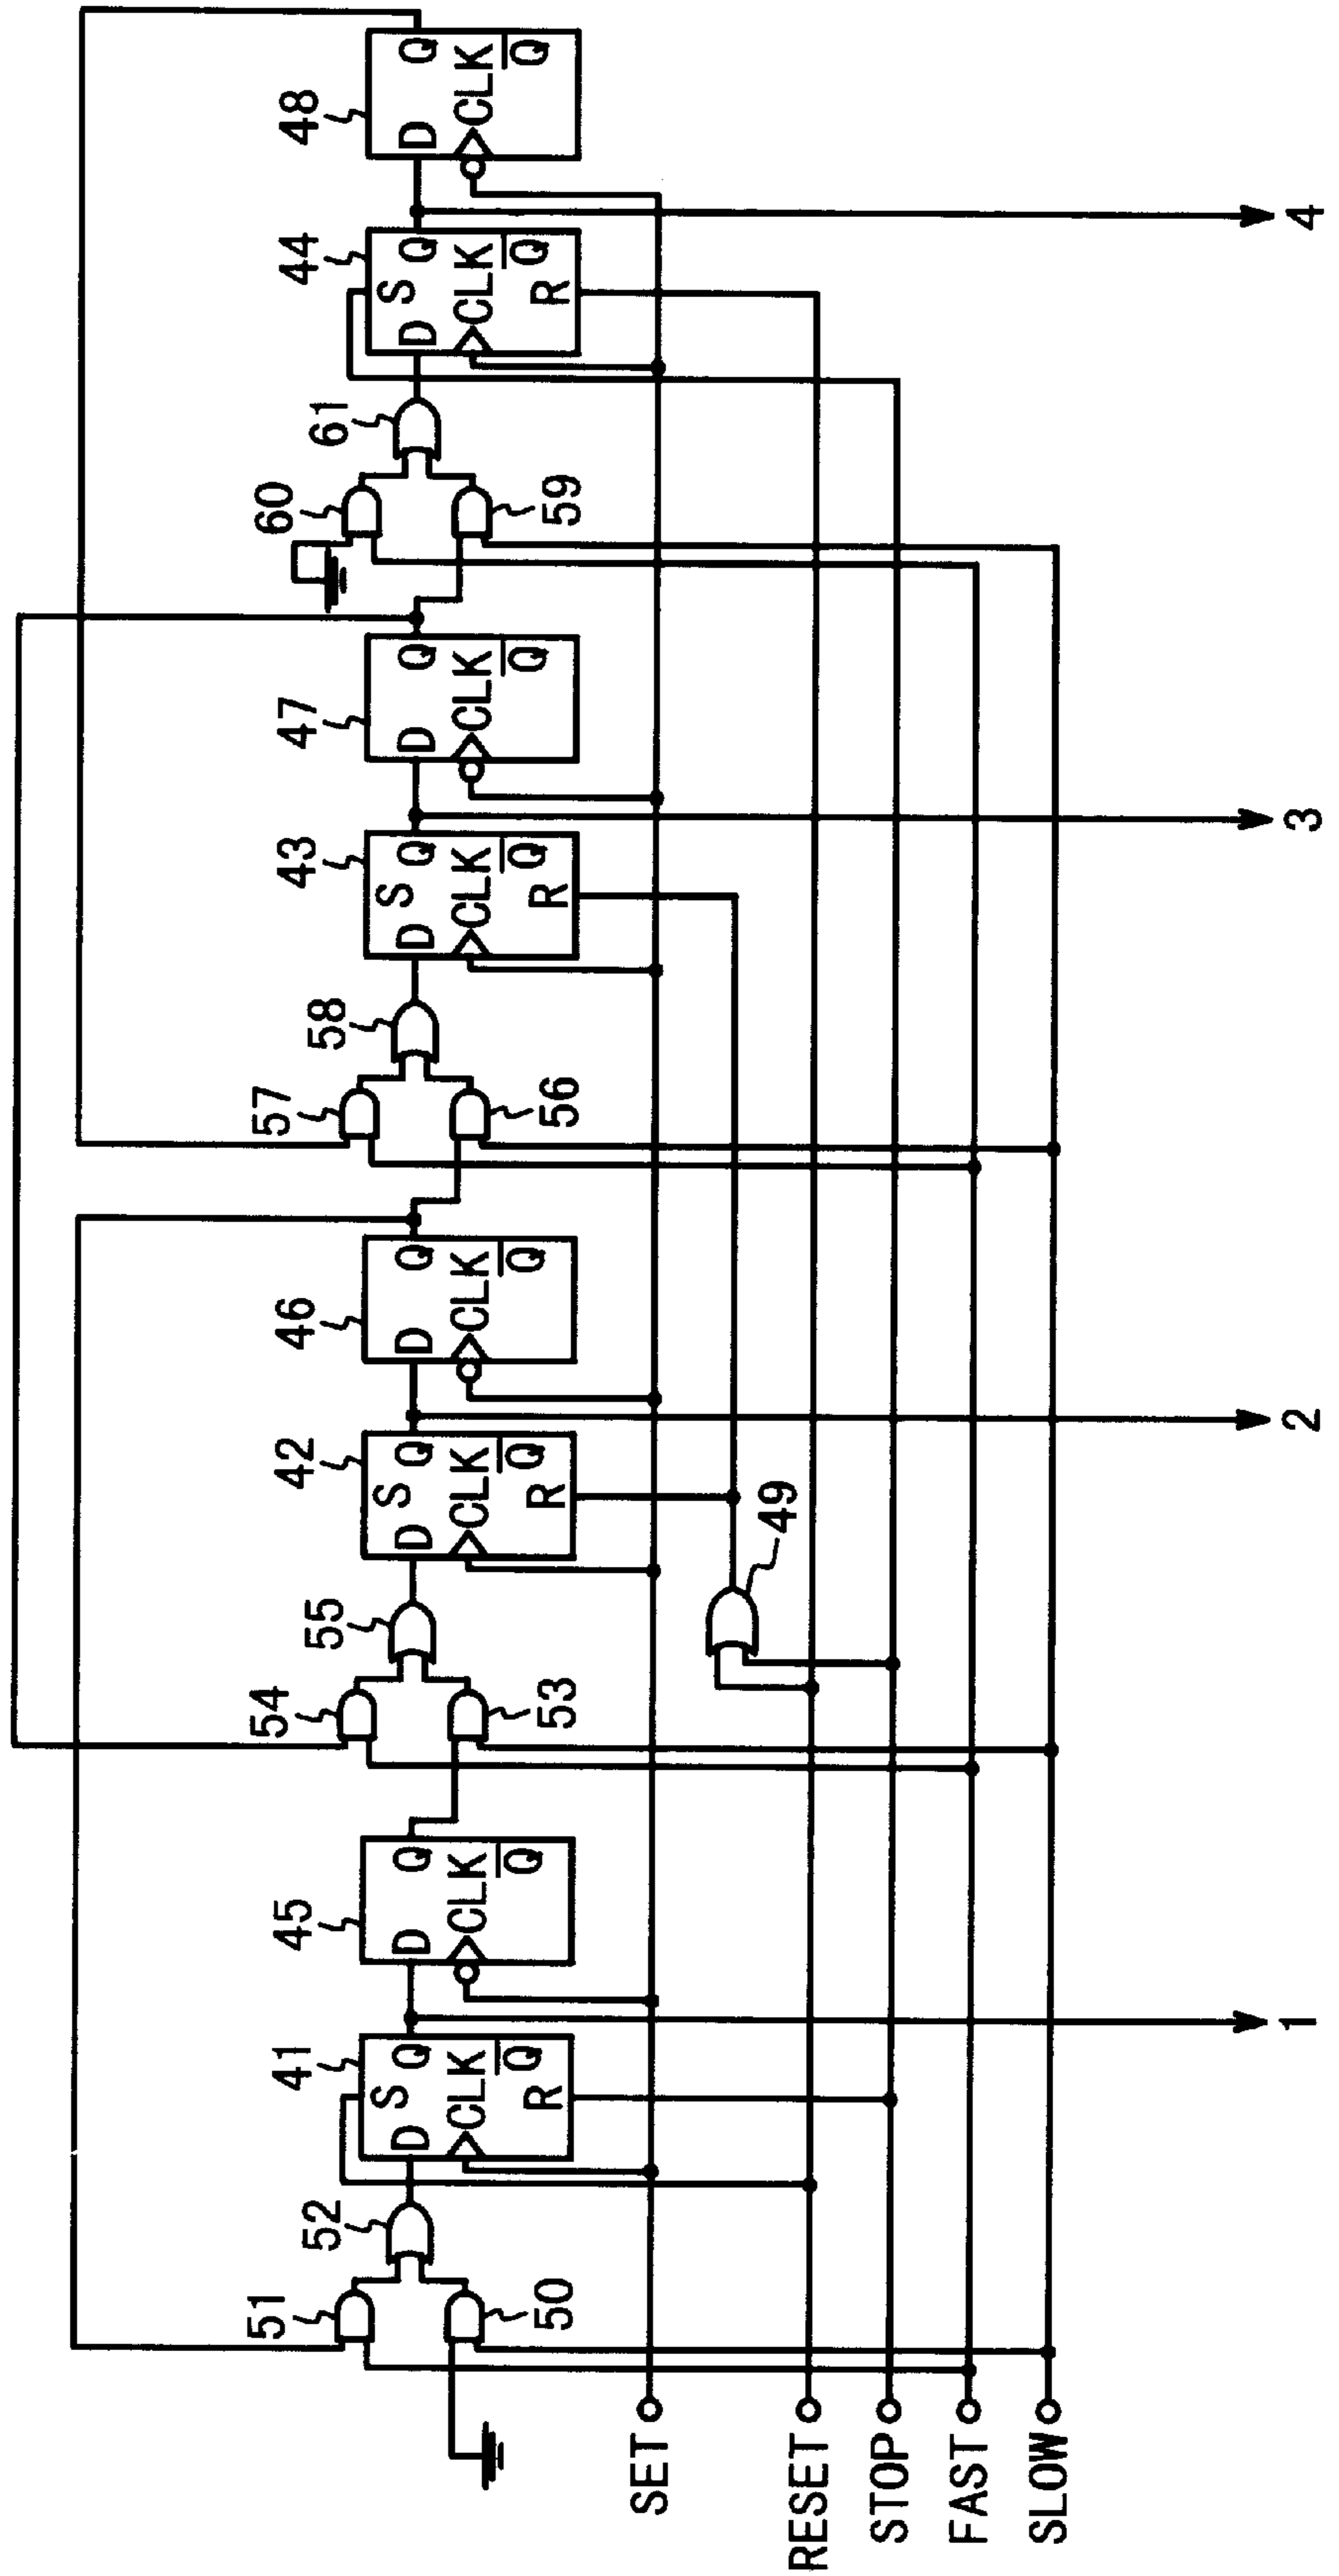 51 52 41 45 54 55 42 46 57 58 43 47 60 61 44 48
S S S S
D Q D Q D Q D Q D Q D Q D Q D Q
CLK CLK CLK CLK CLK CLK CLK CLK
Q̅ Q̅ Q̅ Q̅ Q̅ Q̅ Q̅ Q̅
R R R R
50 53 56 59
SET
49
RESET
STOP
FAST
SLOW
1 2 3 4